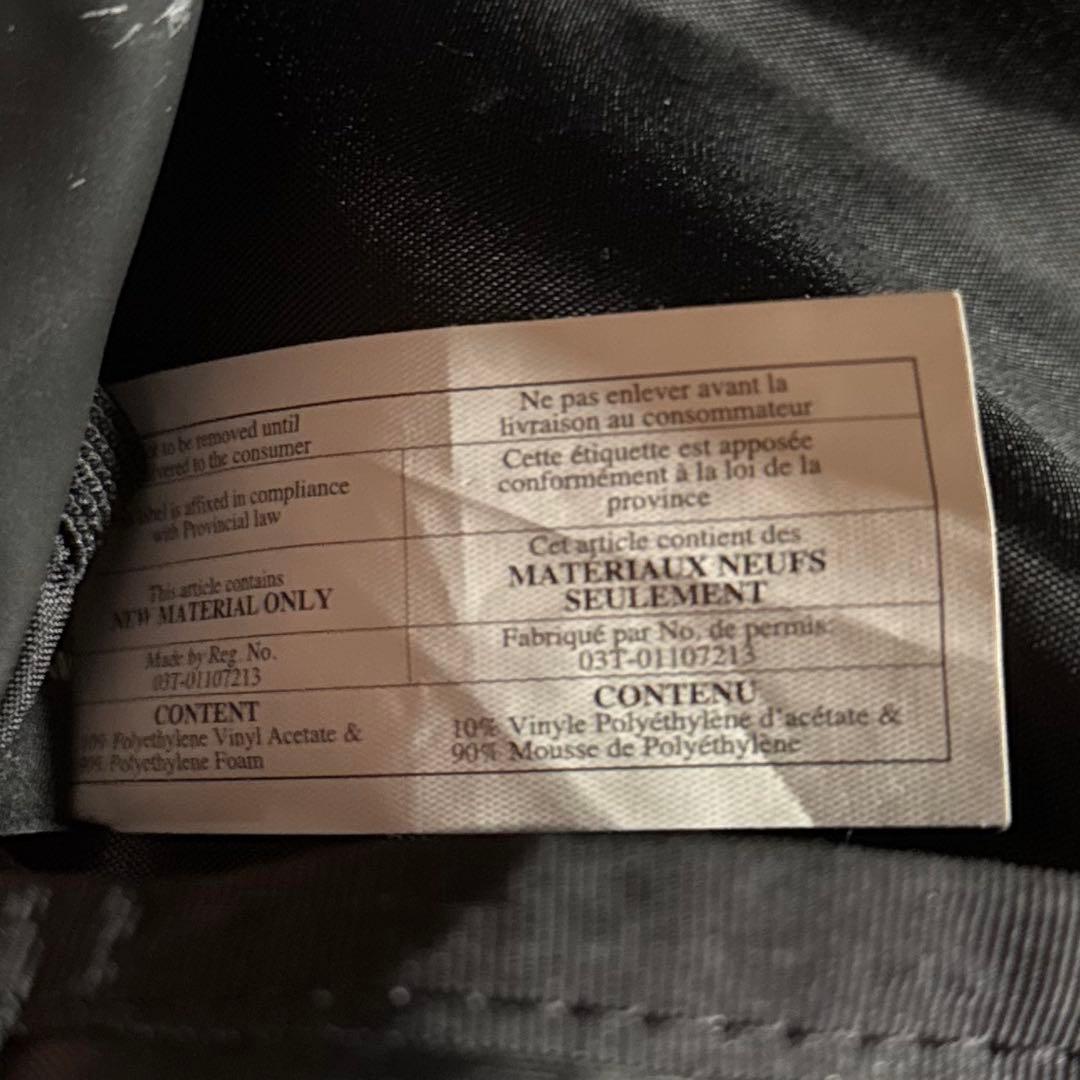 to be removed until
to the consumer
is affixed in compliance
with Provincial law
This article contains
NEW MATERIAL ONLY
Made by Reg. No.
03T-01107213
CONTENT
Polyethylene Vinyl Acetate &
Polyethylene Foam
Ne pas enlever avant la
livraison au consommateur
Cette étiquette est apposée
conformément à la loi de la
province
Cet article contient des
MATÉRIAUX NEUFS
SEULEMENT
Fabriqué par No. de permis:
03T-01107213
CONTENU
10% Vinyle Polyéthylène d'acétate &
90% Mousse de Polyéthylène